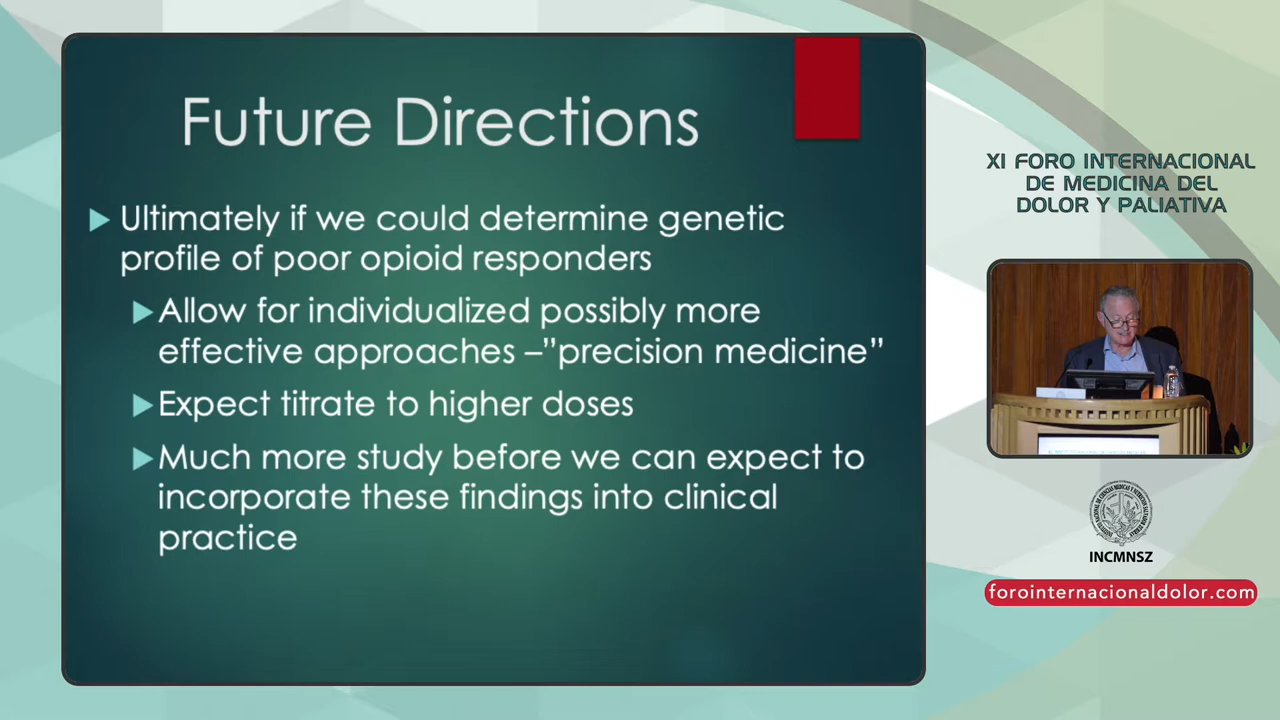 Future Directions
Ultimately if we could determine genetic
profile of poor opioid responders
Allow for individualized possibly more
effective approaches –”precision medicine”
Expect titrate to higher doses
Much more study before we can expect to
incorporate these findings into clinical
practice
XI FORO INTERNACIONAL
DE MEDICINA DEL
DOLOR Y PALIATIVA
INCMNSZ
forointernacionaldolor.com